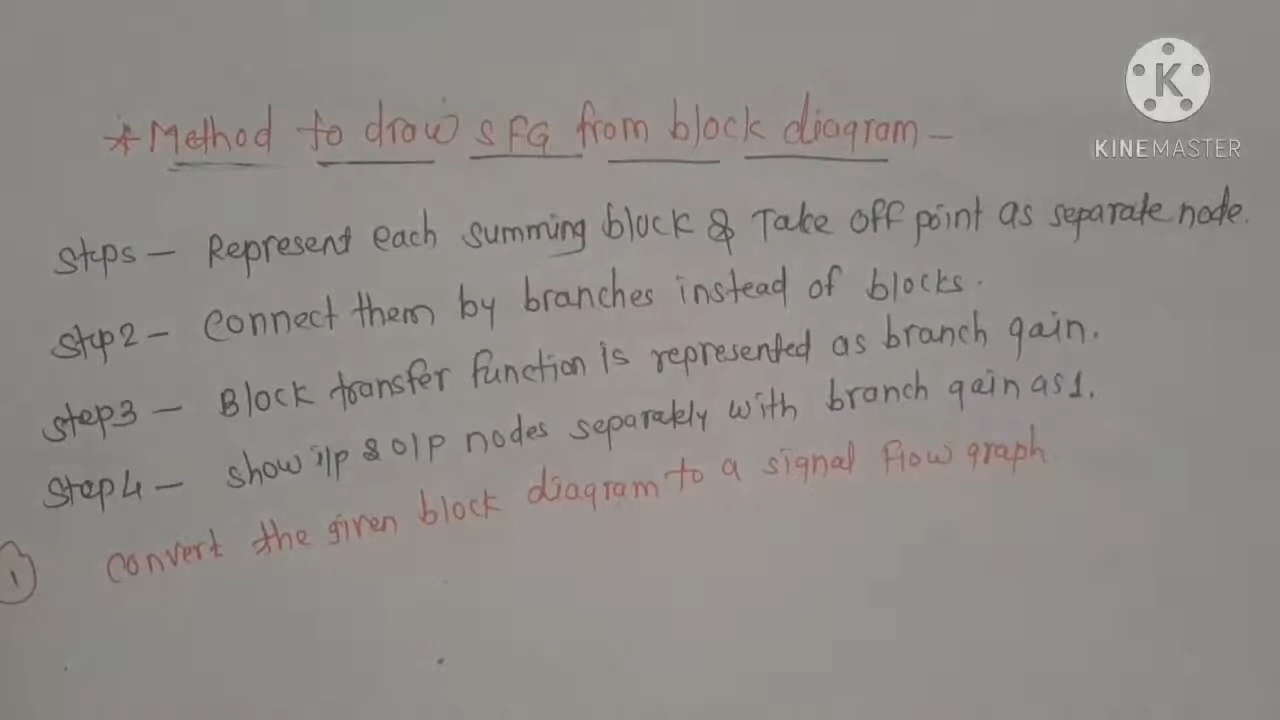 K
KINEMASTER
* Method to draw SFG from block diagram -
Steps - Represent each summing block & Take off point as separate node.
Step2 - Connect them by branches instead of blocks.
Step3 - Block transfer function is represented as branch gain.
Step4 - show i/p & o/p nodes separately with branch gain as 1.
1 Convert the given block diagram to a signal flow graph